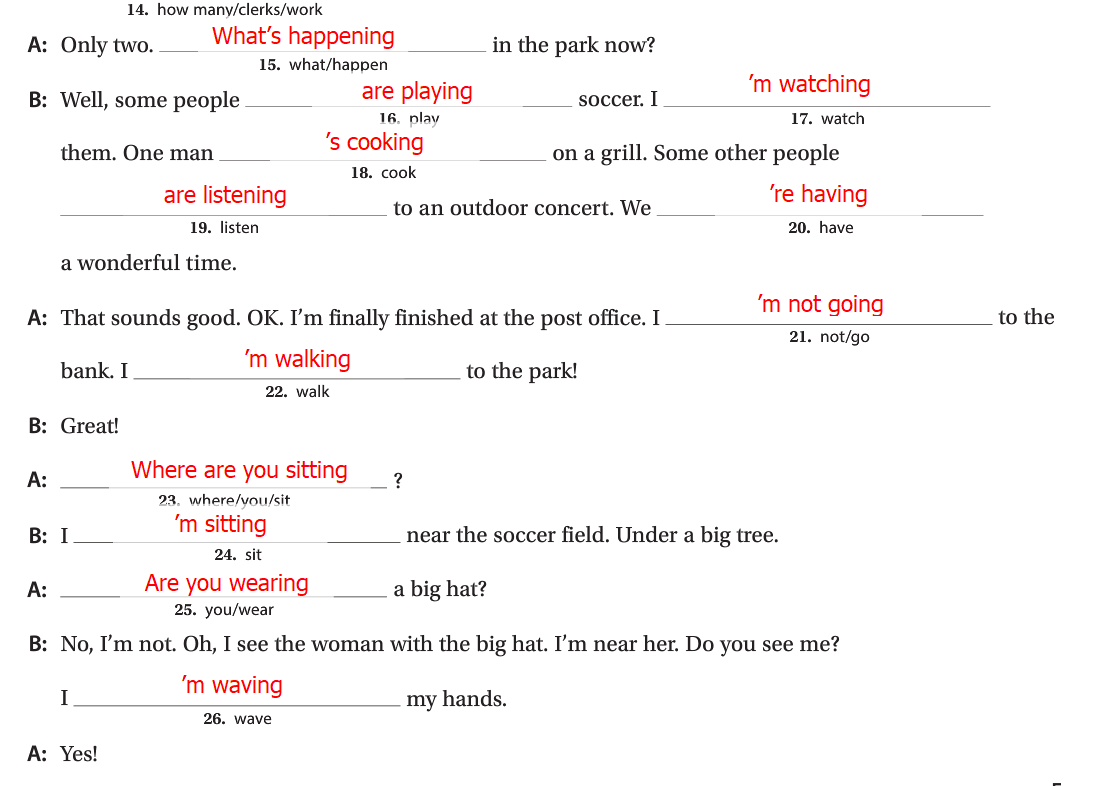 14. how many/clerks/work
A: Only two. What's happening in the park now?
15. what/happen
B: Well, some people are playing soccer. I 'm watching
16. play 17. watch
them. One man 's cooking on a grill. Some other people
18. cook
are listening to an outdoor concert. We 're having
19. listen 20. have
a wonderful time.
A: That sounds good. OK. I'm finally finished at the post office. I 'm not going to the
21. not/go
bank. I 'm walking to the park!
22. walk
B: Great!
A: Where are you sitting ?
23. where/you/sit
B: I 'm sitting near the soccer field. Under a big tree.
24. sit
A: Are you wearing a big hat?
25. you/wear
B: No, I'm not. Oh, I see the woman with the big hat. I'm near her. Do you see me?
I 'm waving my hands.
26. wave
A: Yes!